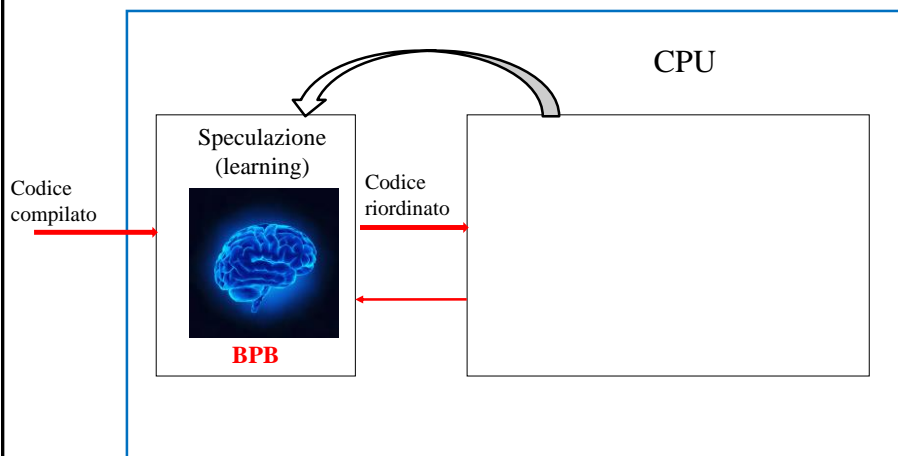 CPU
Speculazione
(learning)
Codice
compilato
Codice
riordinato
BPB